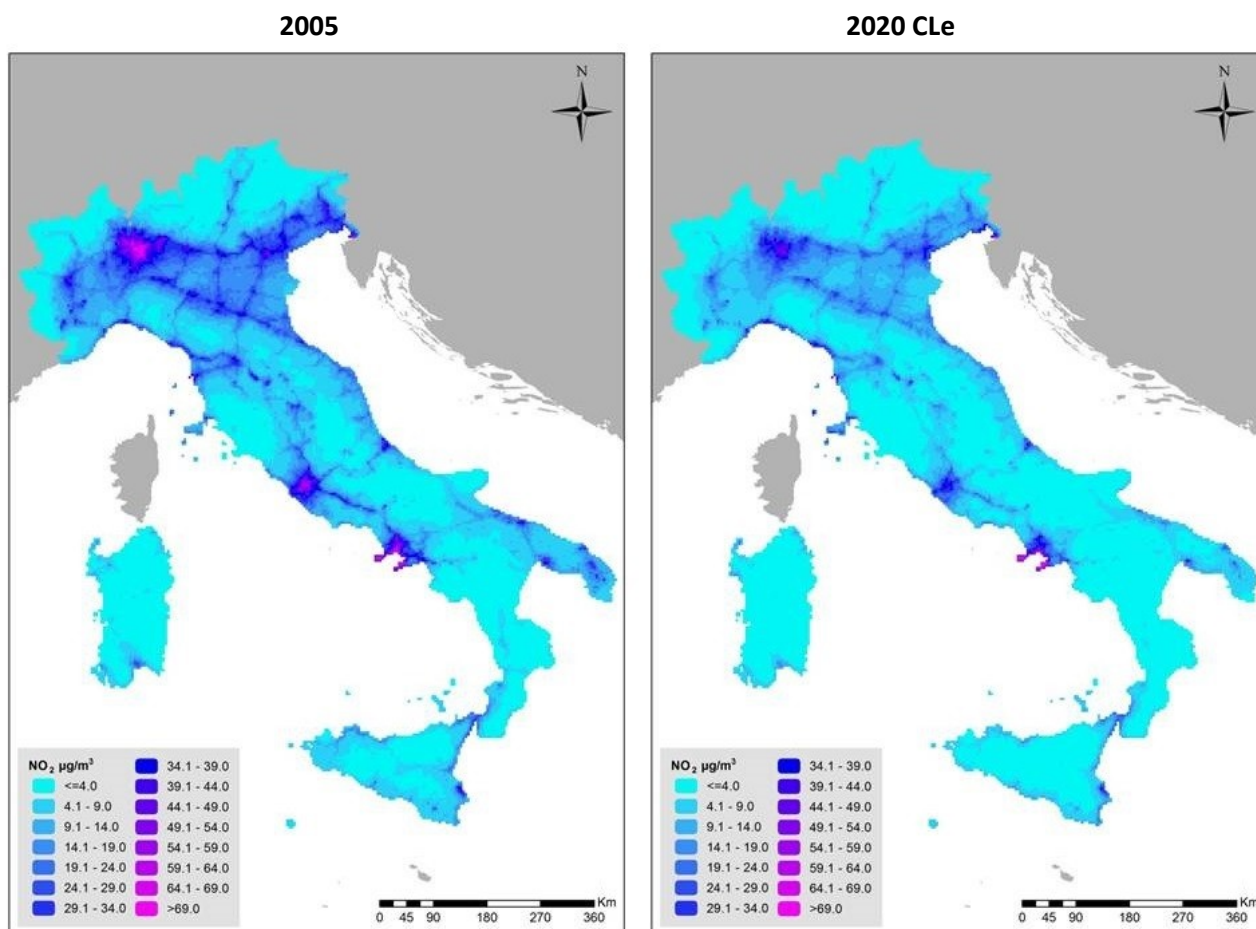 2005
2020 CLe
N
N
NO₂ µg/m³
<=4.0
4.1 - 9.0
9.1 - 14.0
14.1 - 19.0
19.1 - 24.0
24.1 - 29.0
29.1 - 34.0
34.1 - 39.0
39.1 - 44.0
44.1 - 49.0
49.1 - 54.0
54.1 - 59.0
59.1 - 64.0
64.1 - 69.0
>69.0
Km
0 45 90 180 270 360
NO₂ µg/m³
<=4.0
4.1 - 9.0
9.1 - 14.0
14.1 - 19.0
19.1 - 24.0
24.1 - 29.0
29.1 - 34.0
34.1 - 39.0
39.1 - 44.0
44.1 - 49.0
49.1 - 54.0
54.1 - 59.0
59.1 - 64.0
64.1 - 69.0
>69.0
Km
0 45 90 180 270 360